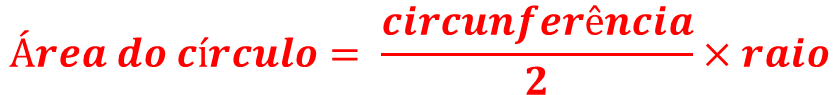 Área do círculo = circunferência / 2 × raio